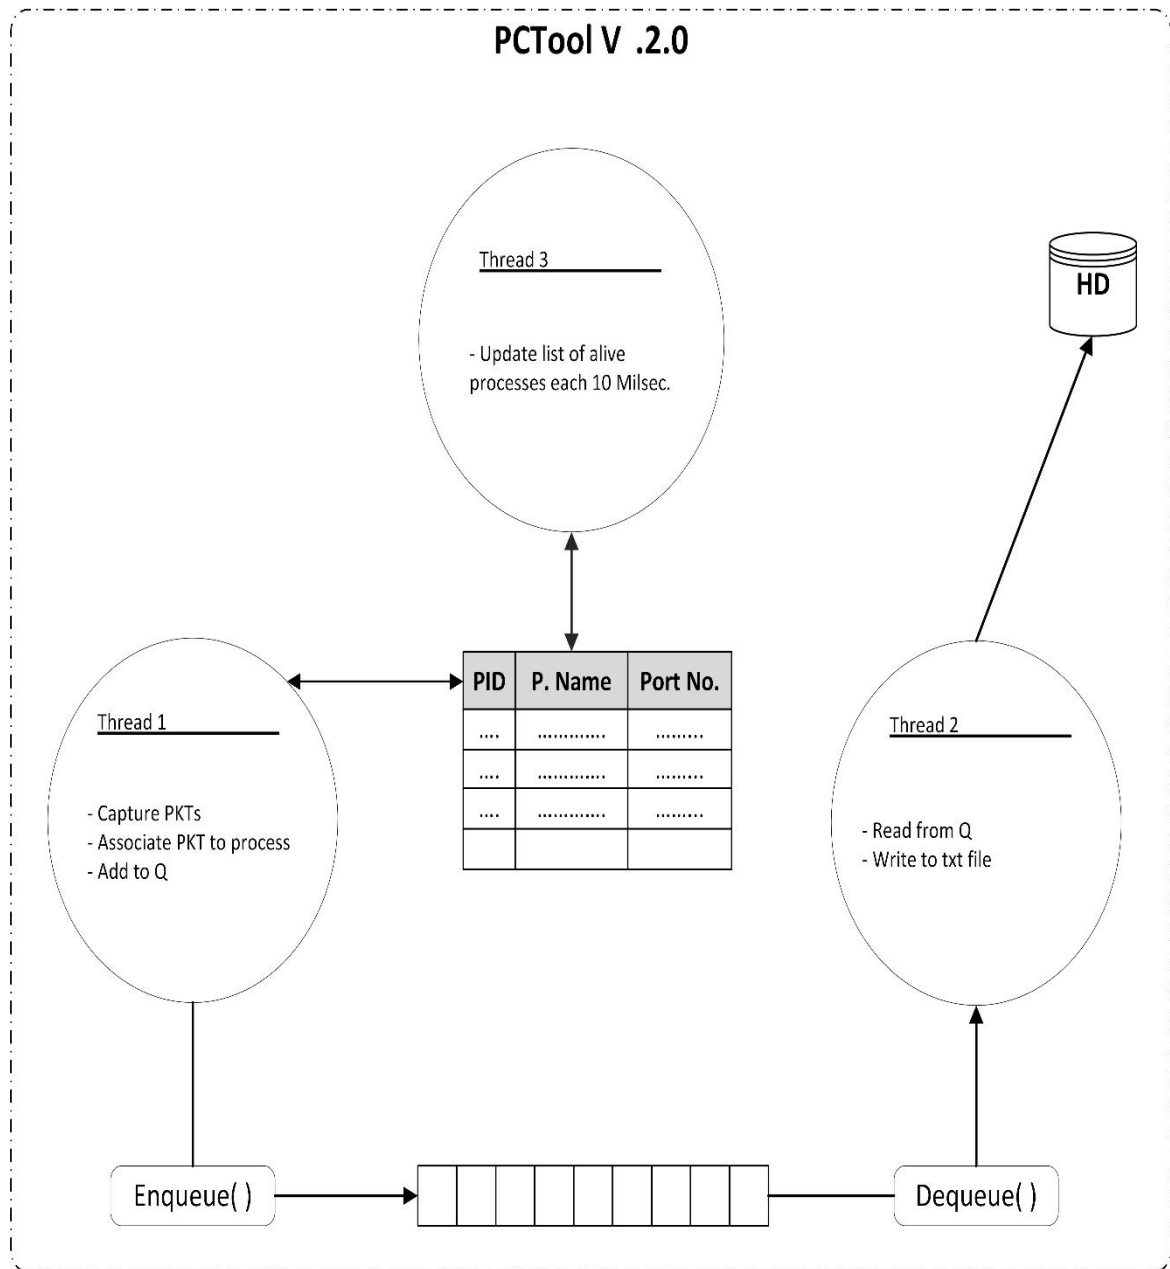 PCTool V .2.0
Thread 3
- Update list of alive
processes each 10 Milsec.
HD
PID P. Name Port No.
.... ............. .........
.... ............. .........
.... ............. .........
Thread 1
- Capture PKTs
- Associate PKT to process
- Add to Q
Thread 2
- Read from Q
- Write to txt file
Enqueue( )
Dequeue( )